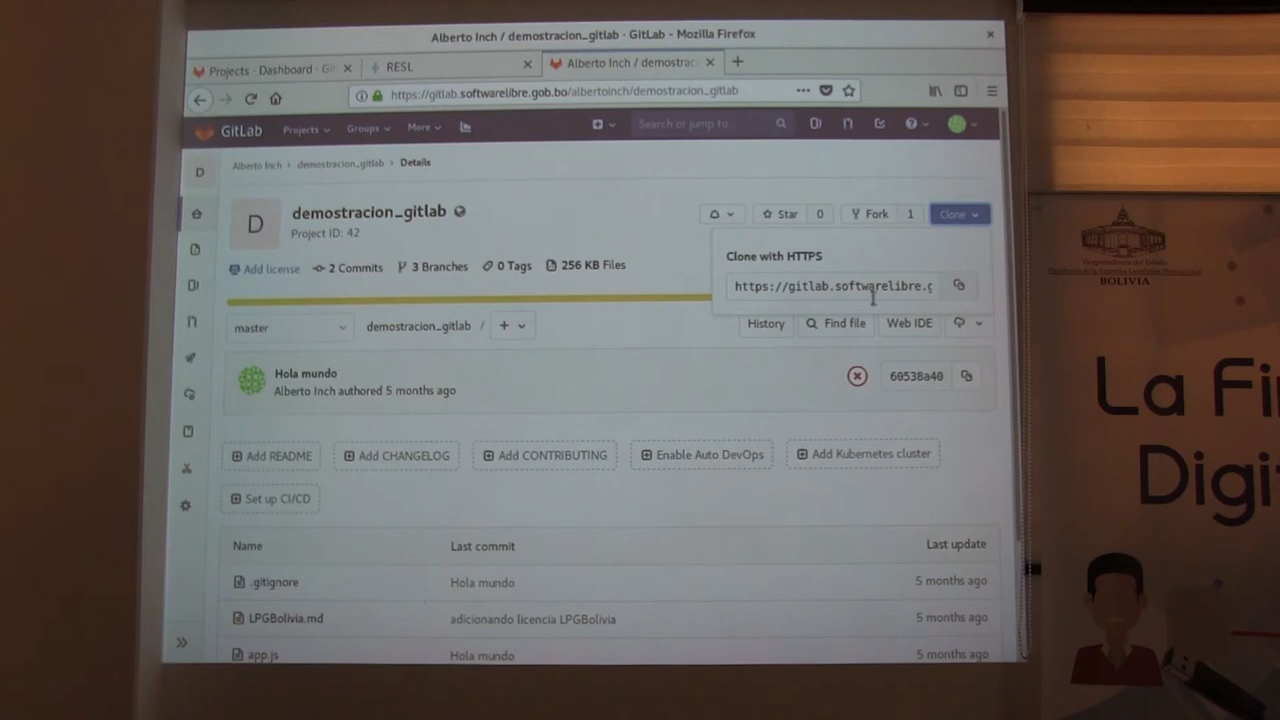 Alberto Inch / demostracion_gitlab · GitLab - Mozilla Firefox
Projects · Dashboard · Git
RESL
Alberto Inch / demostrac
https://gitlab.softwarelibre.gob.bo/albertoinch/demostracion_gitlab
GitLab Projects Groups More Search or jump to...
D Alberto Inch › demostracion_gitlab › Details
D
demostracion_gitlab
Project ID: 42
Star 0 Fork 1 Clone
Add license 2 Commits 3 Branches 0 Tags 256 KB Files
Clone with HTTPS
https://gitlab.softwarelibre.g
master demostracion_gitlab / +
History Find file Web IDE
Hola mundo
Alberto Inch authored 5 months ago
60538a40
Add README Add CHANGELOG Add CONTRIBUTING Enable Auto DevOps Add Kubernetes cluster
Set up CI/CD
Name Last commit Last update
.gitignore Hola mundo 5 months ago
LPGBolivia.md adicionando licencia LPGBolivia 5 months ago
app.js Hola mundo 5 months ago
BOLIVIA
La Fi
Digi